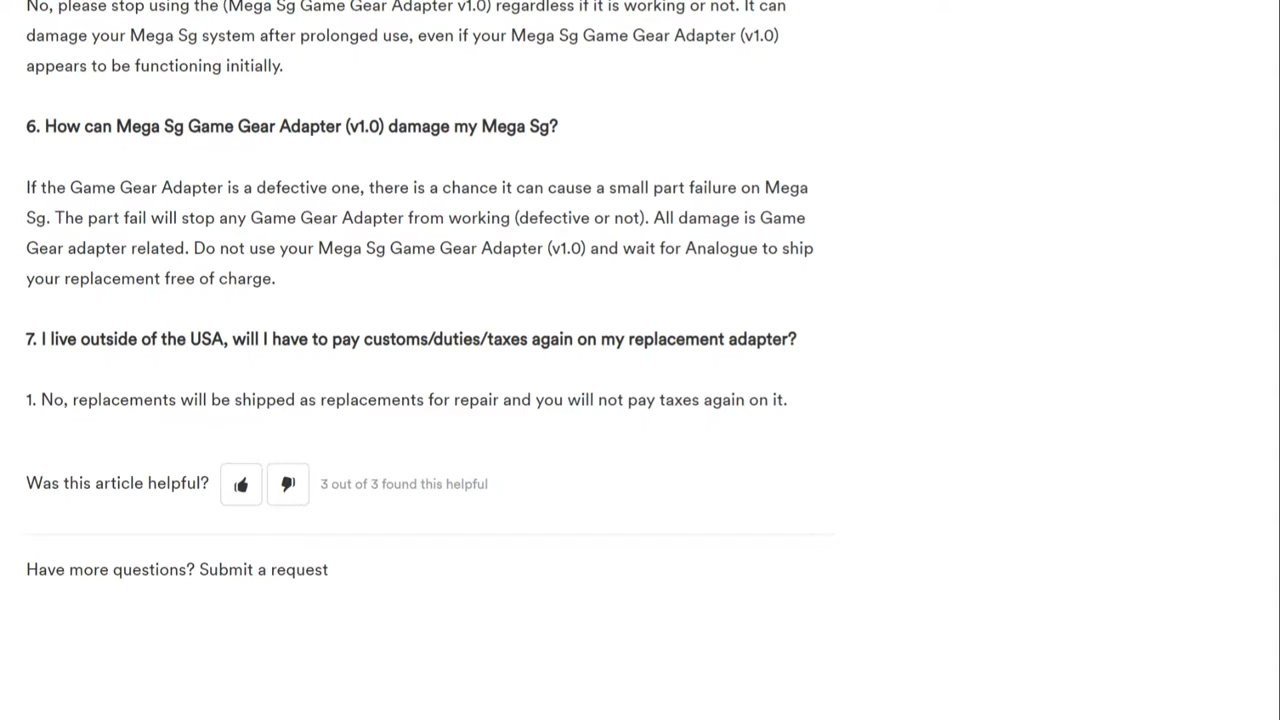 No, please stop using the (Mega Sg Game Gear Adapter v1.0) regardless if it is working or not. It can
damage your Mega Sg system after prolonged use, even if your Mega Sg Game Gear Adapter (v1.0)
appears to be functioning initially.
6. How can Mega Sg Game Gear Adapter (v1.0) damage my Mega Sg?
If the Game Gear Adapter is a defective one, there is a chance it can cause a small part failure on Mega
Sg. The part fail will stop any Game Gear Adapter from working (defective or not). All damage is Game
Gear adapter related. Do not use your Mega Sg Game Gear Adapter (v1.0) and wait for Analogue to ship
your replacement free of charge.
7. I live outside of the USA, will I have to pay customs/duties/taxes again on my replacement adapter?
1. No, replacements will be shipped as replacements for repair and you will not pay taxes again on it.
Was this article helpful? 3 out of 3 found this helpful
Have more questions? Submit a request